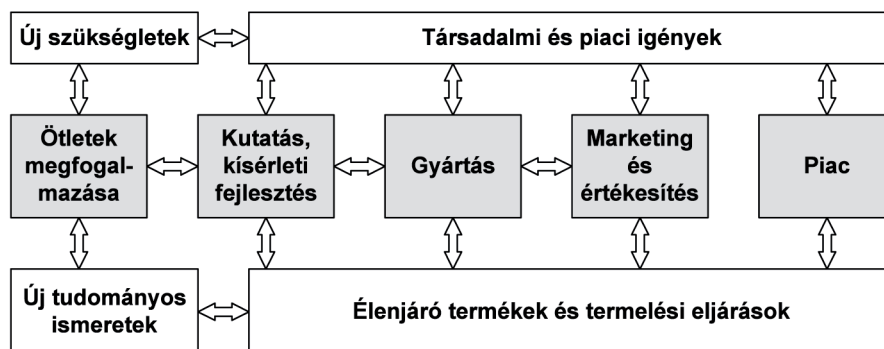 Új szükségletek
Társadalmi és piaci igények
Ötletek
megfogal-
mazása
Kutatás,
kísérleti
fejlesztés
Gyártás
Marketing
és
értékesítés
Piac
Új tudományos
ismeretek
Élenjáró termékek és termelési eljárások